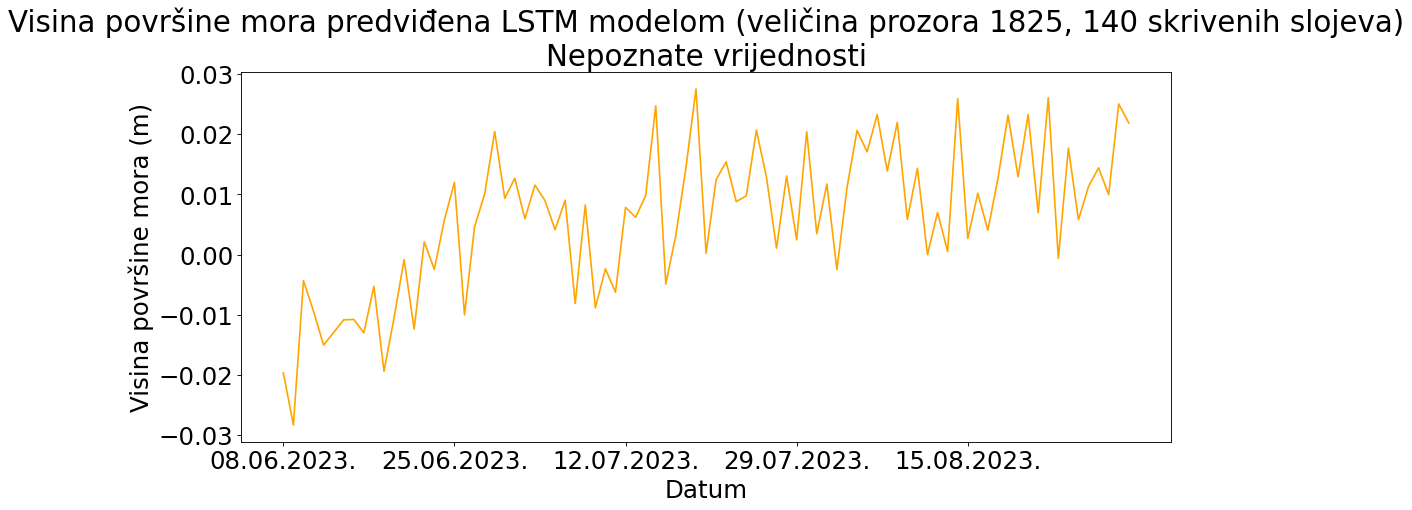 Visina površine mora predviđena LSTM modelom (veličina prozora 1825, 140 skrivenih slojeva)
Nepoznate vrijednosti
Visina površine mora (m)
0.03
0.02
0.01
0.00
−0.01
−0.02
−0.03
08.06.2023. 25.06.2023. 12.07.2023. 29.07.2023. 15.08.2023.
Datum